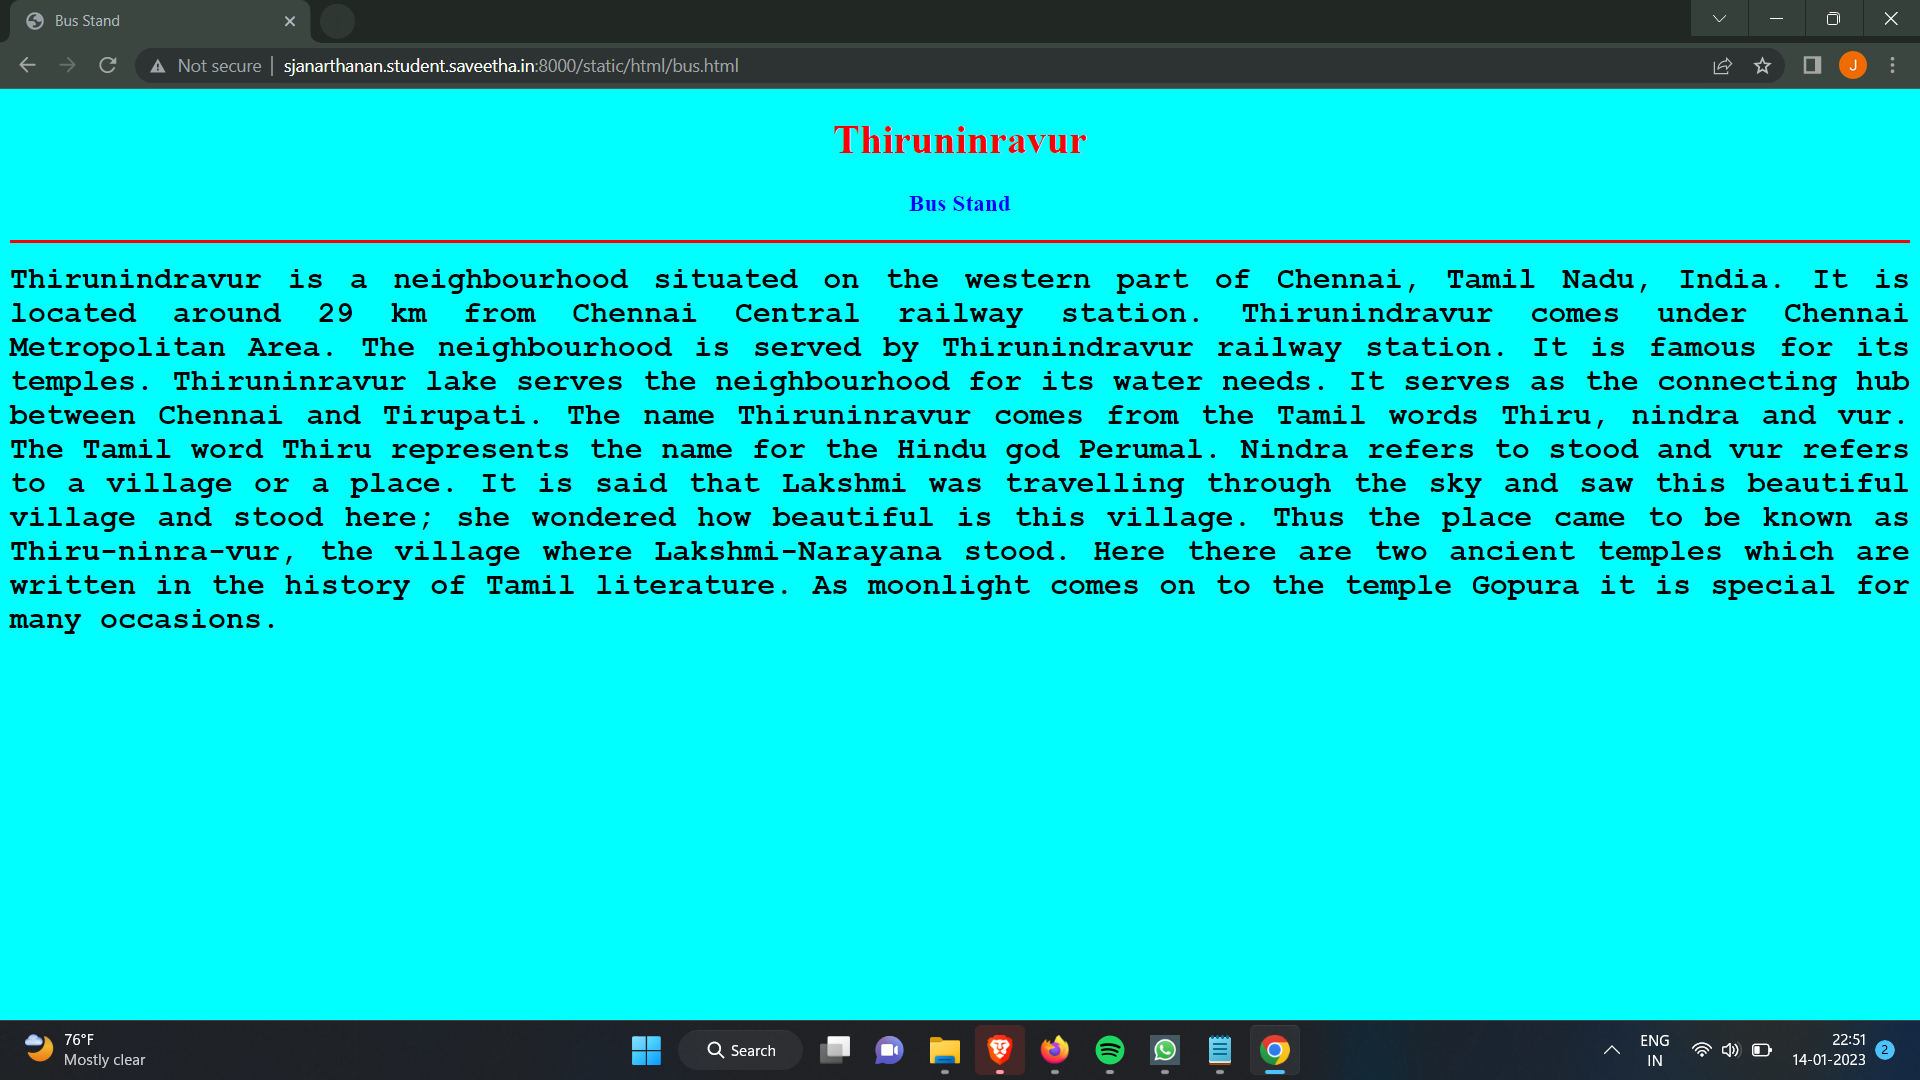 Bus Stand
Not secure | sjanarthanan.student.saveetha.in:8000/static/html/bus.html
J
Thiruninravur
Bus Stand
Thirunindravur is a neighbourhood situated on the western part of Chennai, Tamil Nadu, India. It is
located around 29 km from Chennai Central railway station. Thirunindravur comes under Chennai
Metropolitan Area. The neighbourhood is served by Thirunindravur railway station. It is famous for its
temples. Thiruninravur lake serves the neighbourhood for its water needs. It serves as the connecting hub
between Chennai and Tirupati. The name Thiruninravur comes from the Tamil words Thiru, nindra and vur.
The Tamil word Thiru represents the name for the Hindu god Perumal. Nindra refers to stood and vur refers
to a village or a place. It is said that Lakshmi was travelling through the sky and saw this beautiful
village and stood here; she wondered how beautiful is this village. Thus the place came to be known as
Thiru-ninra-vur, the village where Lakshmi-Narayana stood. Here there are two ancient temples which are
written in the history of Tamil literature. As moonlight comes on to the temple Gopura it is special for
many occasions.
76°F
Mostly clear
Search
ENG
IN
22:51
14-01-2023
2